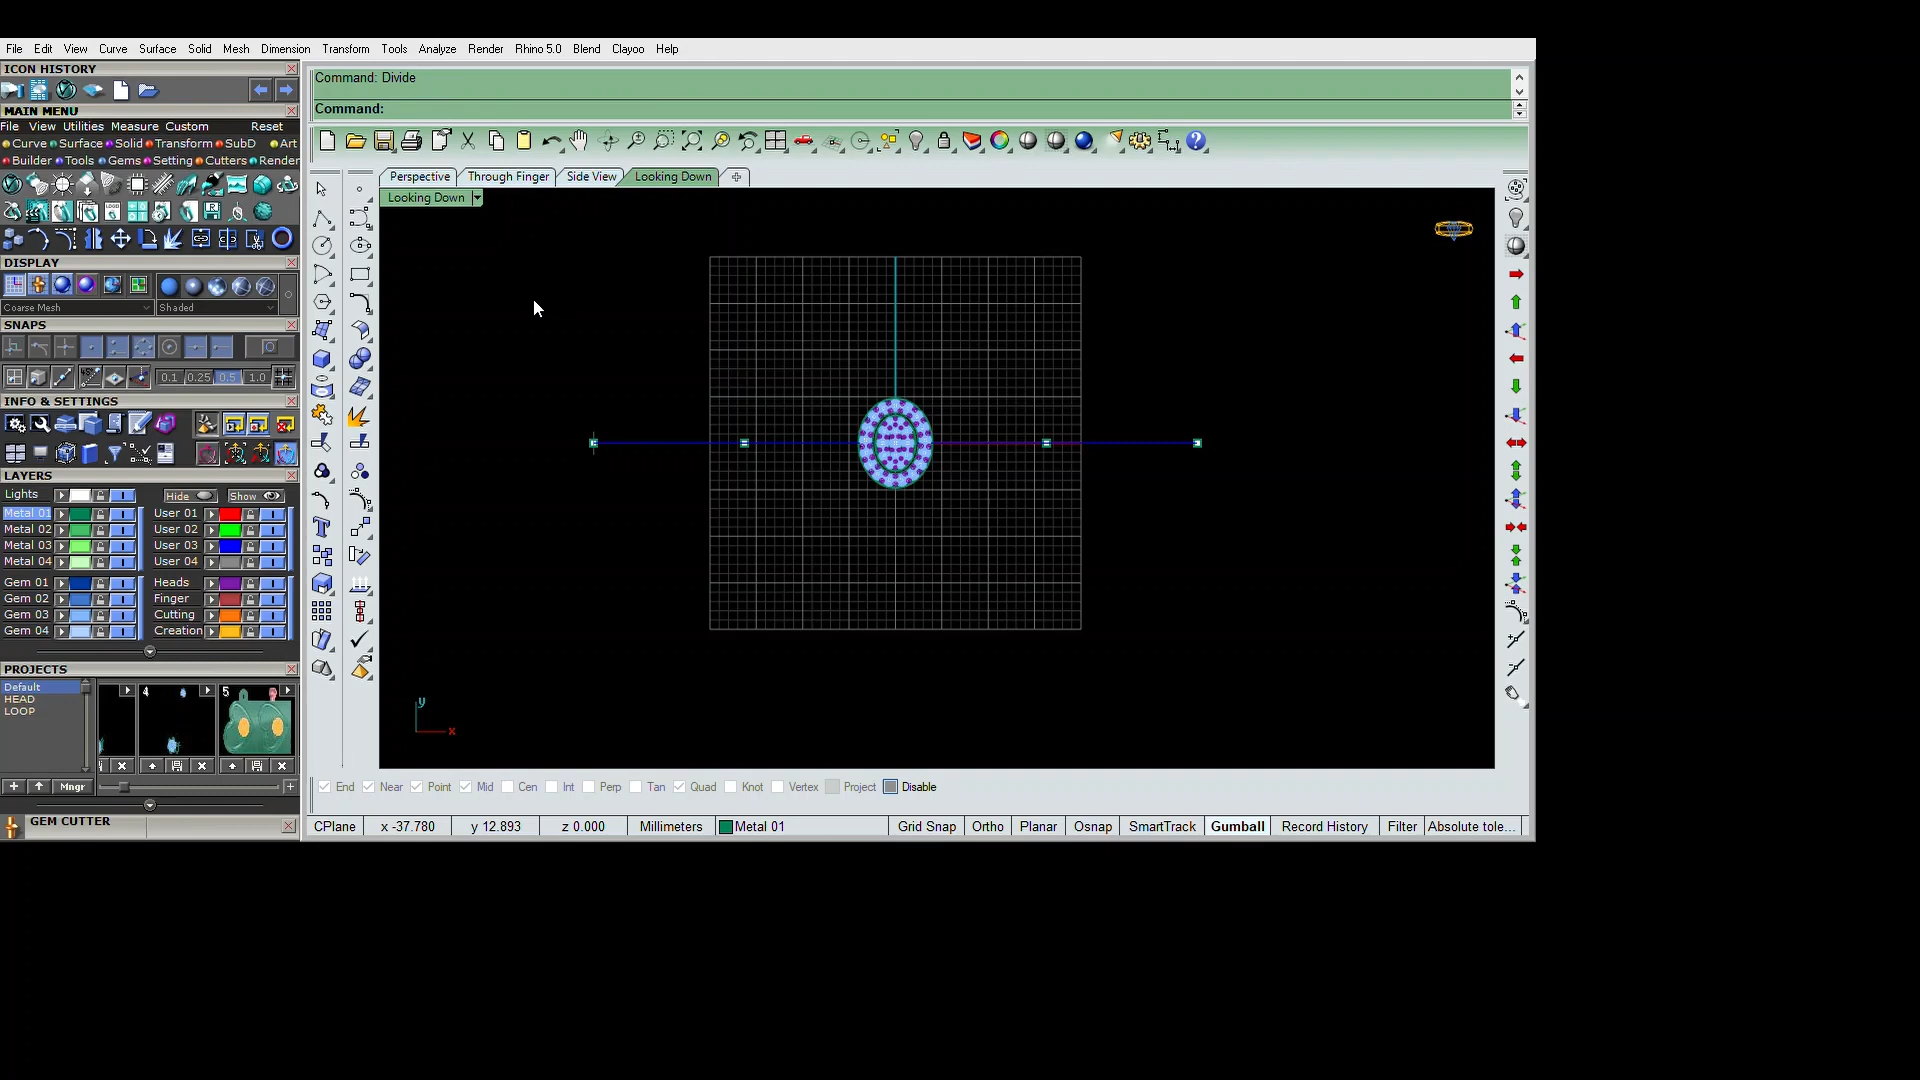 File Edit View Curve Surface Solid Mesh Dimension Transform Tools Analyze Render Rhino 5.0 Blend Clayoo Help
ICON HISTORY
Command: Divide
Command:
MAIN MENU
File View Utilities Measure Custom Reset
Curve Surface Solid Transform SubD Art
Builder Tools Gems Setting Cutters Render
Perspective Through Finger Side View Looking Down
Looking Down
DISPLAY
Coarse Mesh Shaded
SNAPS
0.1 0.25 0.5 1.0
INFO & SETTINGS
LAYERS
Lights Hide Show
Metal 01 User 01
Metal 02 User 02
Metal 03 User 03
Metal 04 User 04
Gem 01 Heads
Gem 02 Finger
Gem 03 Cutting
Gem 04 Creation
PROJECTS
Default
HEAD
LOOP
4 5
Mngr
y
x
End Near Point Mid Cen Int Perp Tan Quad Knot Vertex Project Disable
GEM CUTTER
CPlane x -37.780 y 12.893 z 0.000 Millimeters Metal 01 Grid Snap Ortho Planar Osnap SmartTrack Gumball Record History Filter Absolute tole...